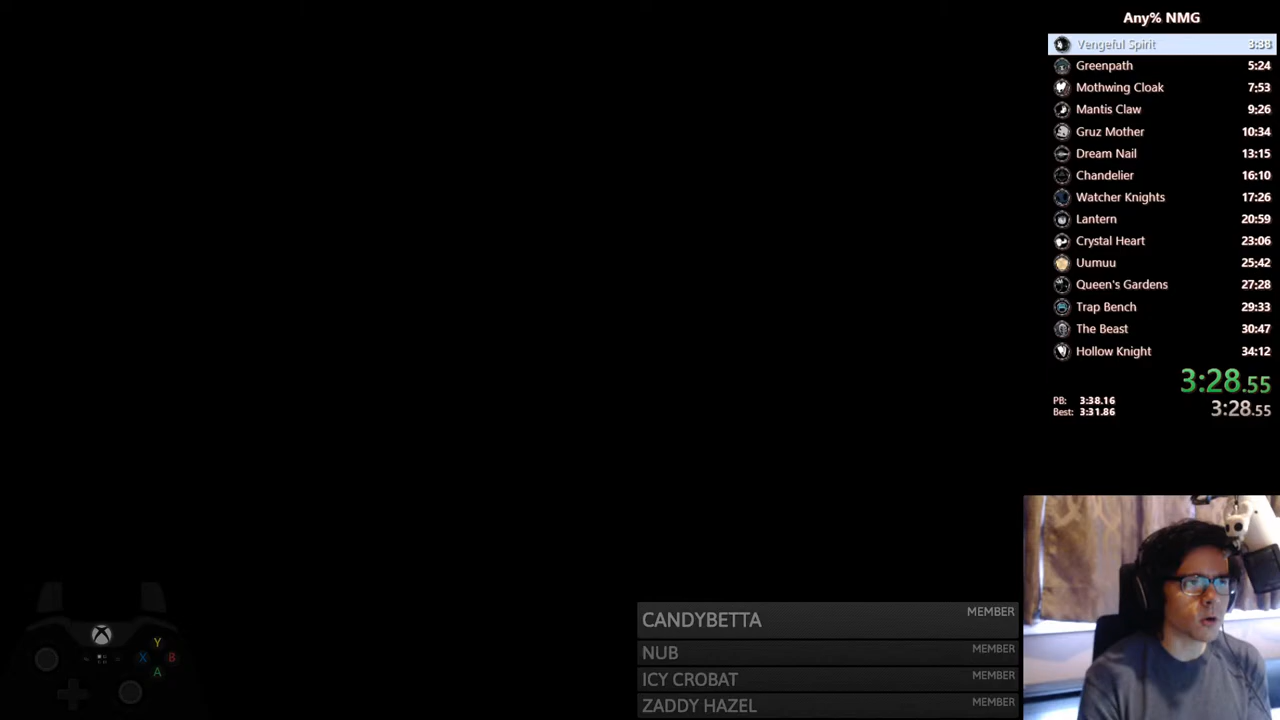 Any% NMG
Vengeful Spirit 3:38
Greenpath 5:24
Mothwing Cloak 7:53
Mantis Claw 9:26
Gruz Mother 10:34
Dream Nail 13:15
Chandelier 16:10
Watcher Knights 17:26
Lantern 20:59
Crystal Heart 23:06
Uumuu 25:42
Queen's Gardens 27:28
Trap Bench 29:33
The Beast 30:47
Hollow Knight 34:12
3:28.55
PB: 3:38.16
Best: 3:31.86
3:28.55
Y
X B
A
CANDYBETTA MEMBER
NUB MEMBER
ICY CROBAT MEMBER
ZADDY HAZEL MEMBER